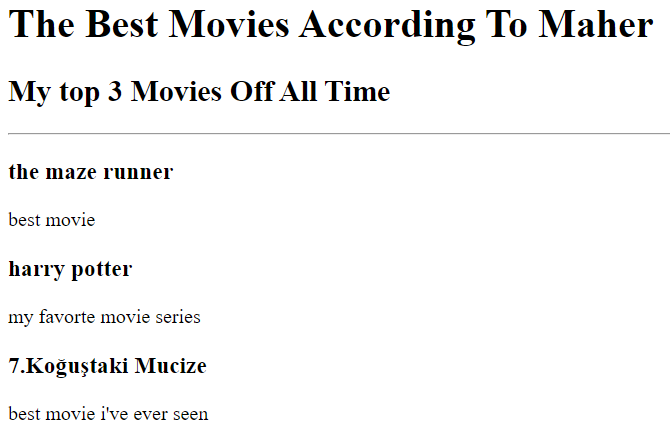 The Best Movies According To Maher
My top 3 Movies Off All Time
the maze runner
best movie
harry potter
my favorte movie series
7.Koğuştaki Mucize
best movie i've ever seen